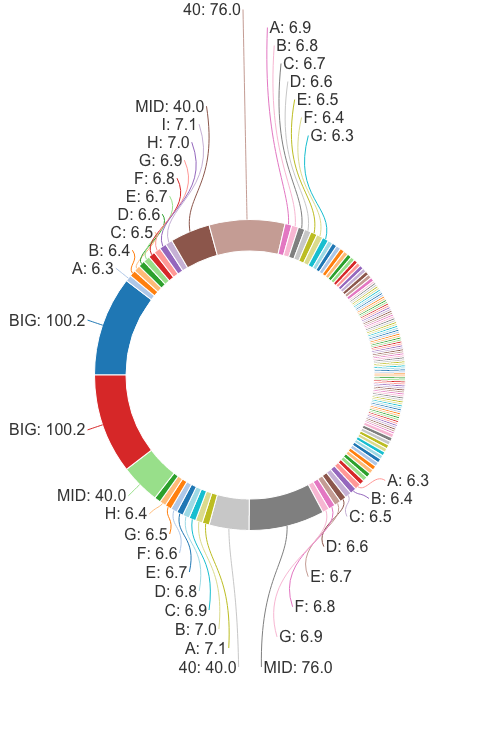 40: 76.0
A: 6.9
B: 6.8
C: 6.7
D: 6.6
E: 6.5
F: 6.4
G: 6.3
MID: 40.0
I: 7.1
H: 7.0
G: 6.9
F: 6.8
E: 6.7
D: 6.6
C: 6.5
B: 6.4
A: 6.3
BIG: 100.2
BIG: 100.2
MID: 40.0
H: 6.4
G: 6.5
F: 6.6
E: 6.7
D: 6.8
C: 6.9
B: 7.0
A: 7.1
40: 40.0
A: 6.3
B: 6.4
C: 6.5
D: 6.6
E: 6.7
F: 6.8
G: 6.9
MID: 76.0